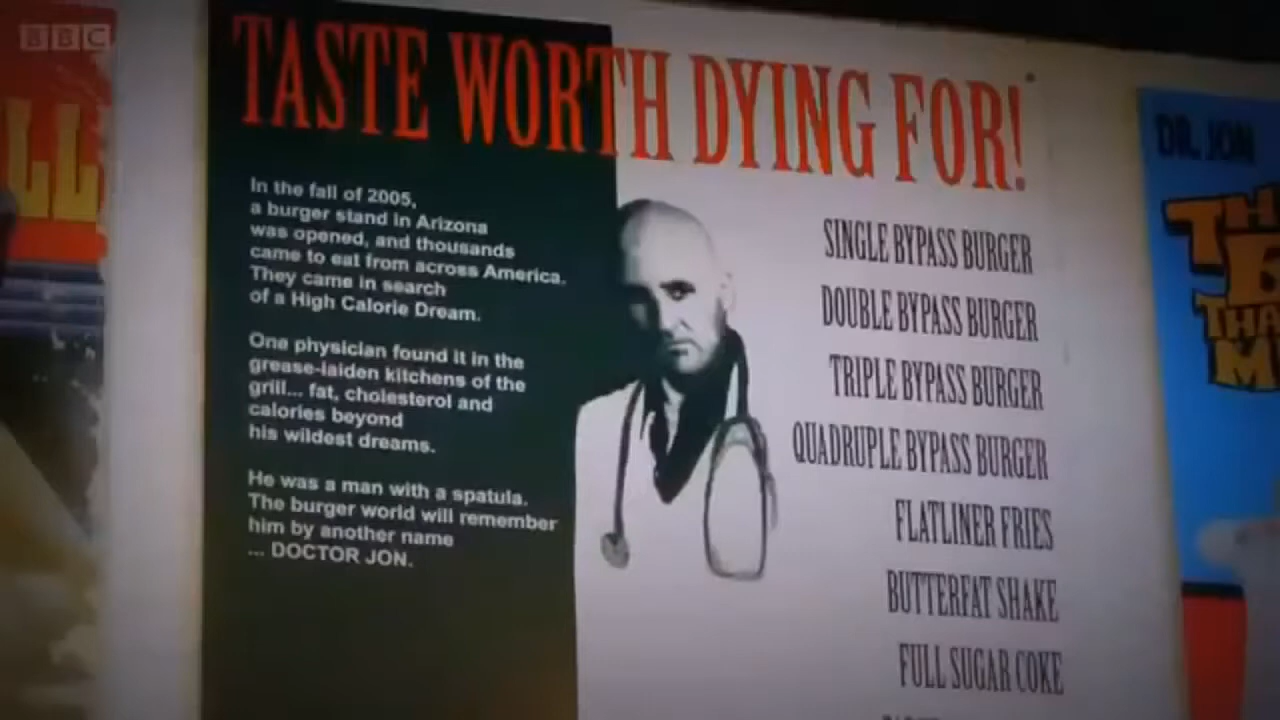 BBC
LL
TASTE WORTH DYING FOR!
In the fall of 2005,
a burger stand in Arizona
was opened, and thousands
came to eat from across America.
They came in search
of a High Calorie Dream.
One physician found it in the
grease-laiden kitchens of the
grill... fat, cholesterol and
calories beyond
his wildest dreams.
He was a man with a spatula.
The burger world will remember
him by another name
... DOCTOR JON.
SINGLE BYPASS BURGER
DOUBLE BYPASS BURGER
TRIPLE BYPASS BURGER
QUADRUPLE BYPASS BURGER
FLATLINER FRIES
BUTTERFAT SHAKE
FULL SUGAR COKE
DR. JON